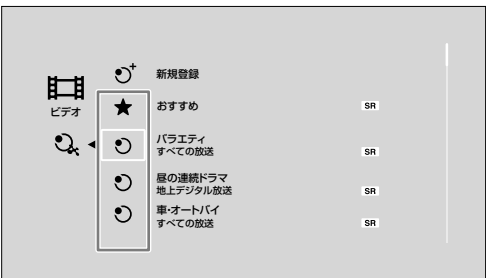 新規登録
ビデオ
おすすめ SR
バラエティ
すべての放送 SR
昼の連続ドラマ
地上デジタル放送 SR
車・オートバイ
すべての放送 SR